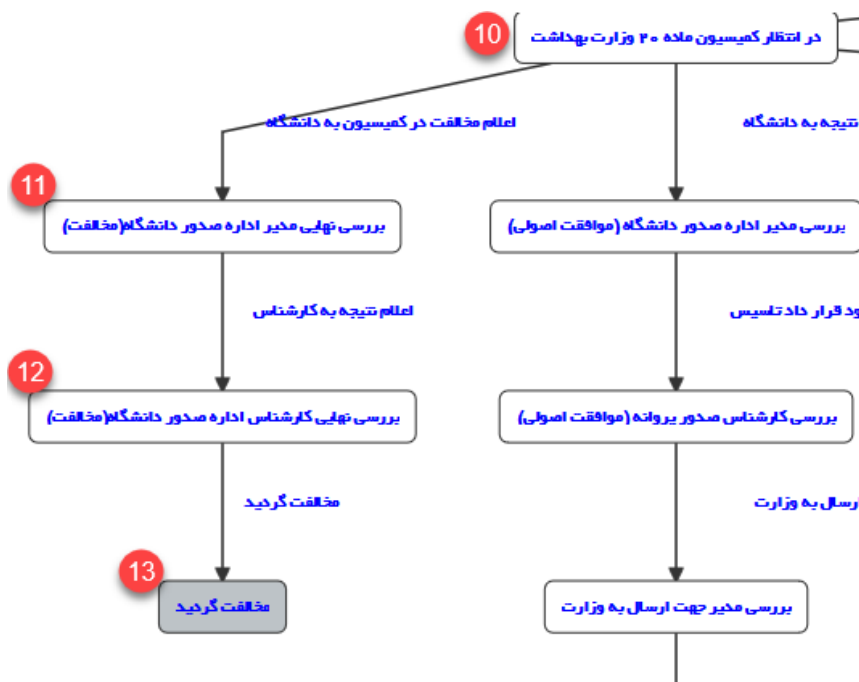 10
در انتظار کمیسیون ماده ۲۰ وزارت بهداشت
نتیجه به دانشگاه
اعلام مخالفت در کمیسیون به دانشگاه
11
بررسی مدیر اداره صدور دانشگاه (موافقت اصولی)
بررسی نهایی مدیر اداره صدور دانشگاه(مخالفت)
قرار داد تاسیس
اعلام نتیجه به کارشناس
12
بررسی کارشناس صدور پروانه (موافقت اصولی)
بررسی نهایی کارشناس اداره صدور دانشگاه(مخالفت)
ارسال به وزارت
مخالفت گردید
13
بررسی مدیر جهت ارسال به وزارت
مخالفت گردید